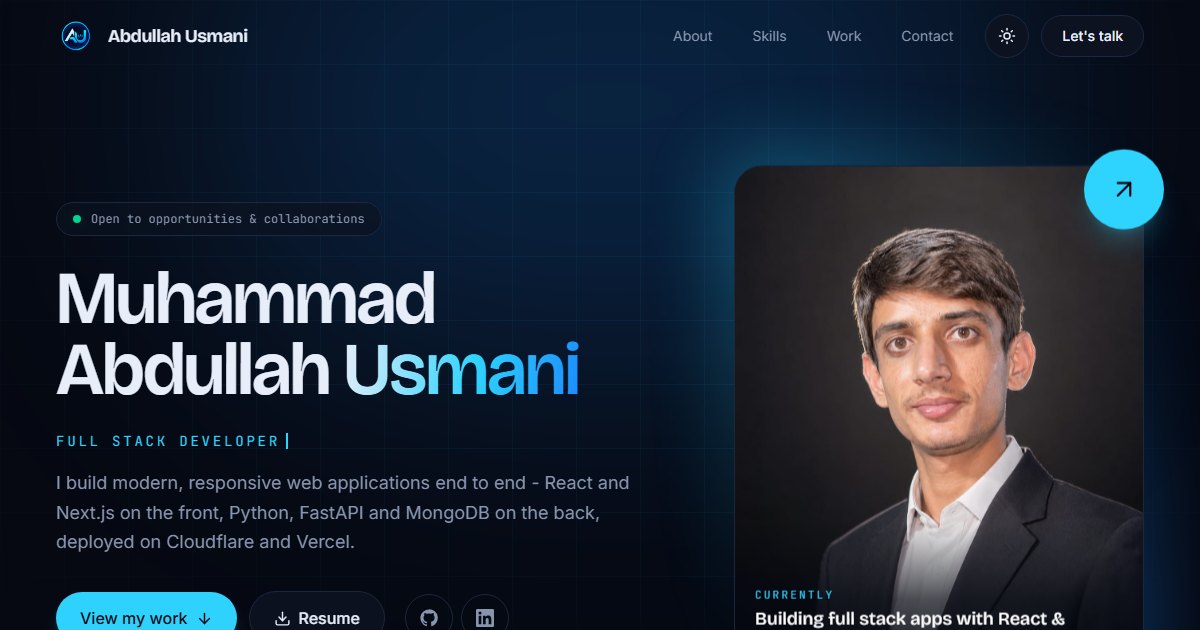 AU
Abdullah Usmani
About
Skills
Work
Contact
Let's talk
Open to opportunities & collaborations
Muhammad
Abdullah Usmani
FULL STACK DEVELOPER
I build modern, responsive web applications end to end - React and
Next.js on the front, Python, FastAPI and MongoDB on the back,
deployed on Cloudflare and Vercel.
View my work ↓
Resume
in
CURRENTLY
Building full stack apps with React &